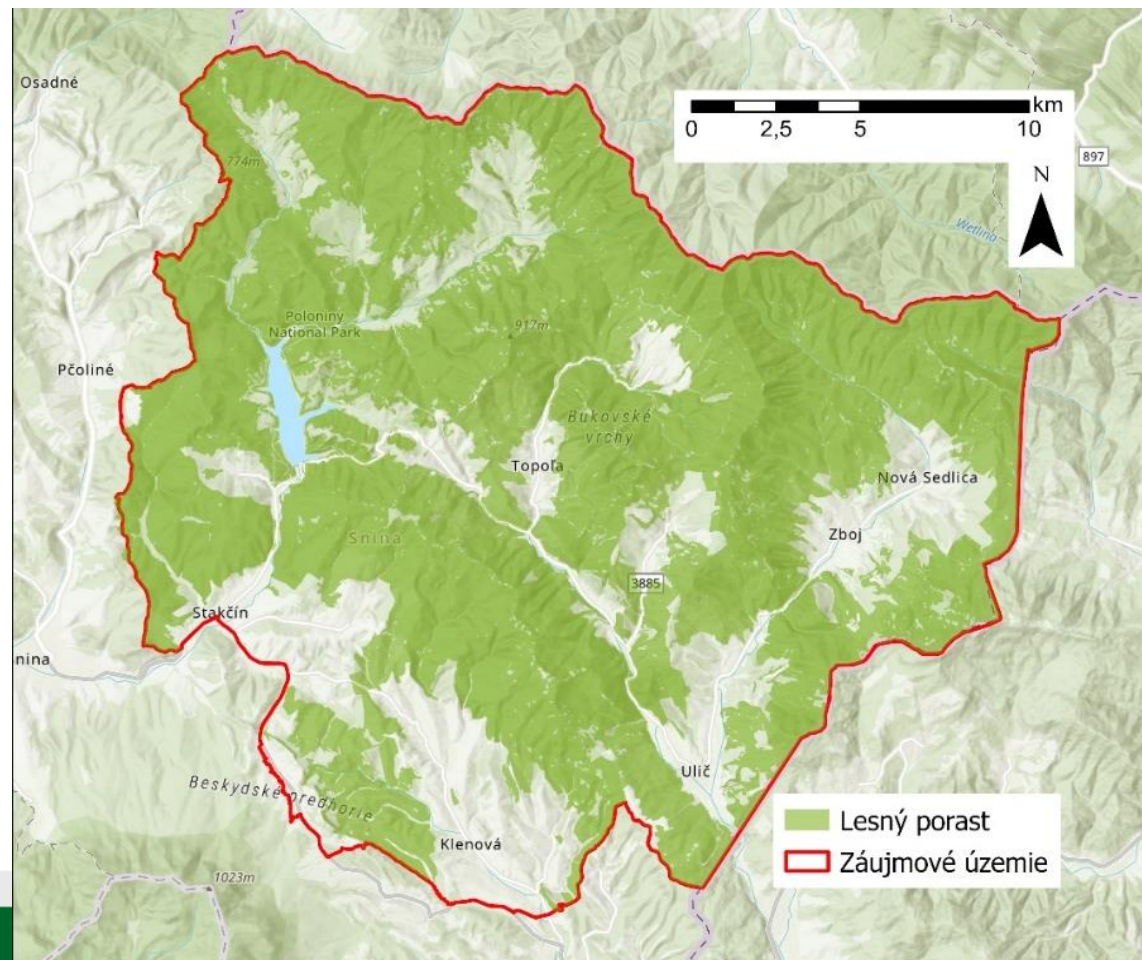 Osadné
km
0 2,5 5 10
897
N
774m
Wetlina
Poloniny
National Park
917m
Pčoliné
Bukovské
vrchy
Topoľa
Nová Sedlica
Snina
Zboj
3885
Stakčín
nina
Ulič
Beskydské predhorie
Lesný porast
Klenová
Záujmové územie
1023m